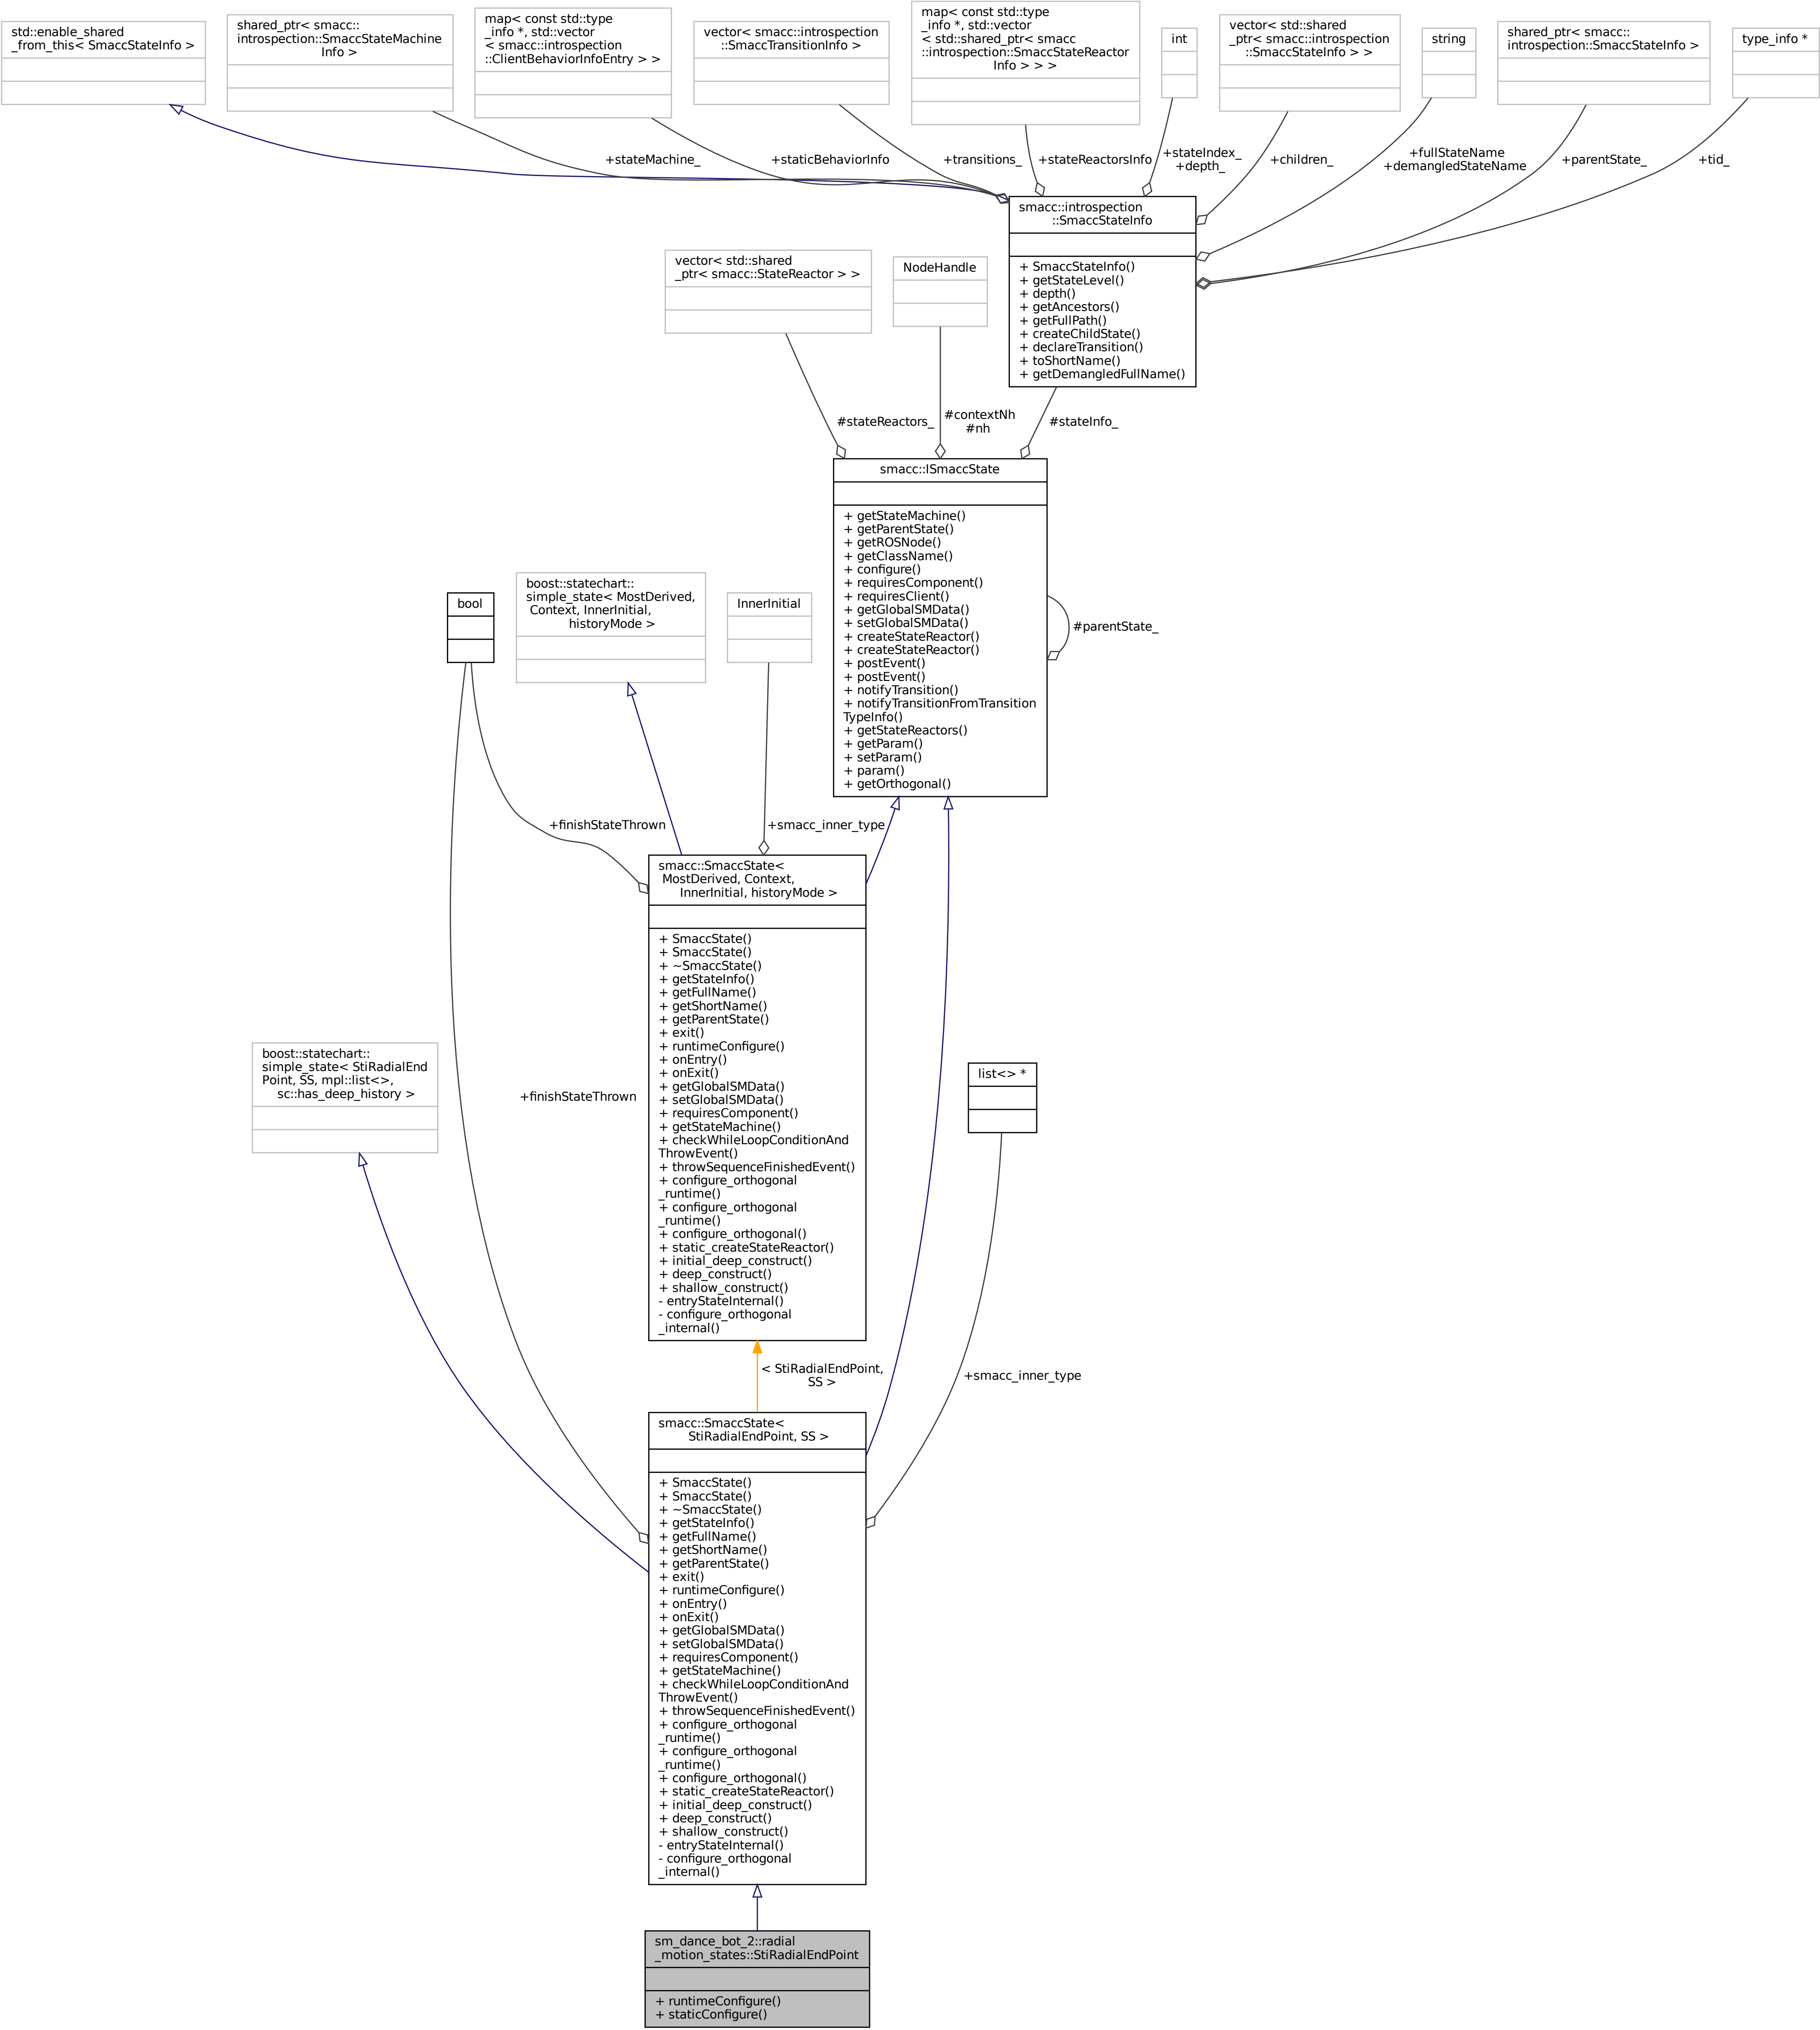 std::enable_shared
_from_this< SmaccStateInfo >
shared_ptr< smacc::
introspection::SmaccStateMachine
Info >
map< const std::type
_info *, std::vector
< smacc::introspection
::ClientBehaviorInfoEntry > >
vector< smacc::introspection
::SmaccTransitionInfo >
map< const std::type
_info *, std::vector
< std::shared_ptr< smacc
::introspection::SmaccStateReactor
Info > > >
int
vector< std::shared
_ptr< smacc::introspection
::SmaccStateInfo > >
string
shared_ptr< smacc::
introspection::SmaccStateInfo >
type_info *
+stateMachine_
+staticBehaviorInfo
+transitions_
+stateReactorsInfo
+stateIndex_
+depth_
+children_
+fullStateName
+demangledStateName
+parentState_
+tid_
smacc::introspection
::SmaccStateInfo
+ SmaccStateInfo()
+ getStateLevel()
+ depth()
+ getAncestors()
+ getFullPath()
+ createChildState()
+ declareTransition()
+ toShortName()
+ getDemangledFullName()
vector< std::shared
_ptr< smacc::StateReactor > >
NodeHandle
#stateReactors_
#contextNh
#nh
#stateInfo_
smacc::ISmaccState
+ getStateMachine()
+ getParentState()
+ getROSNode()
+ getClassName()
+ configure()
+ requiresComponent()
+ requiresClient()
+ getGlobalSMData()
+ setGlobalSMData()
+ createStateReactor()
+ createStateReactor()
+ postEvent()
+ postEvent()
+ notifyTransition()
+ notifyTransitionFromTransition
TypeInfo()
+ getStateReactors()
+ getParam()
+ setParam()
+ param()
+ getOrthogonal()
#parentState_
bool
boost::statechart::
simple_state< MostDerived,
Context, InnerInitial,
historyMode >
InnerInitial
+finishStateThrown
+smacc_inner_type
smacc::SmaccState<
MostDerived, Context,
InnerInitial, historyMode >
+ SmaccState()
+ SmaccState()
+ ~SmaccState()
+ getStateInfo()
+ getFullName()
+ getShortName()
+ getParentState()
+ exit()
+ runtimeConfigure()
+ onEntry()
+ onExit()
+ getGlobalSMData()
+ setGlobalSMData()
+ requiresComponent()
+ getStateMachine()
+ checkWhileLoopConditionAnd
ThrowEvent()
+ throwSequenceFinishedEvent()
+ configure_orthogonal
_runtime()
+ configure_orthogonal
_runtime()
+ configure_orthogonal()
+ static_createStateReactor()
+ initial_deep_construct()
+ deep_construct()
+ shallow_construct()
- entryStateInternal()
- configure_orthogonal
_internal()
boost::statechart::
simple_state< StiRadialEnd
Point, SS, mpl::list<>,
sc::has_deep_history >
+finishStateThrown
list<> *
< StiRadialEndPoint,
SS >
+smacc_inner_type
smacc::SmaccState<
StiRadialEndPoint, SS >
+ SmaccState()
+ SmaccState()
+ ~SmaccState()
+ getStateInfo()
+ getFullName()
+ getShortName()
+ getParentState()
+ exit()
+ runtimeConfigure()
+ onEntry()
+ onExit()
+ getGlobalSMData()
+ setGlobalSMData()
+ requiresComponent()
+ getStateMachine()
+ checkWhileLoopConditionAnd
ThrowEvent()
+ throwSequenceFinishedEvent()
+ configure_orthogonal
_runtime()
+ configure_orthogonal
_runtime()
+ configure_orthogonal()
+ static_createStateReactor()
+ initial_deep_construct()
+ deep_construct()
+ shallow_construct()
- entryStateInternal()
- configure_orthogonal
_internal()
sm_dance_bot_2::radial
_motion_states::StiRadialEndPoint
+ runtimeConfigure()
+ staticConfigure()